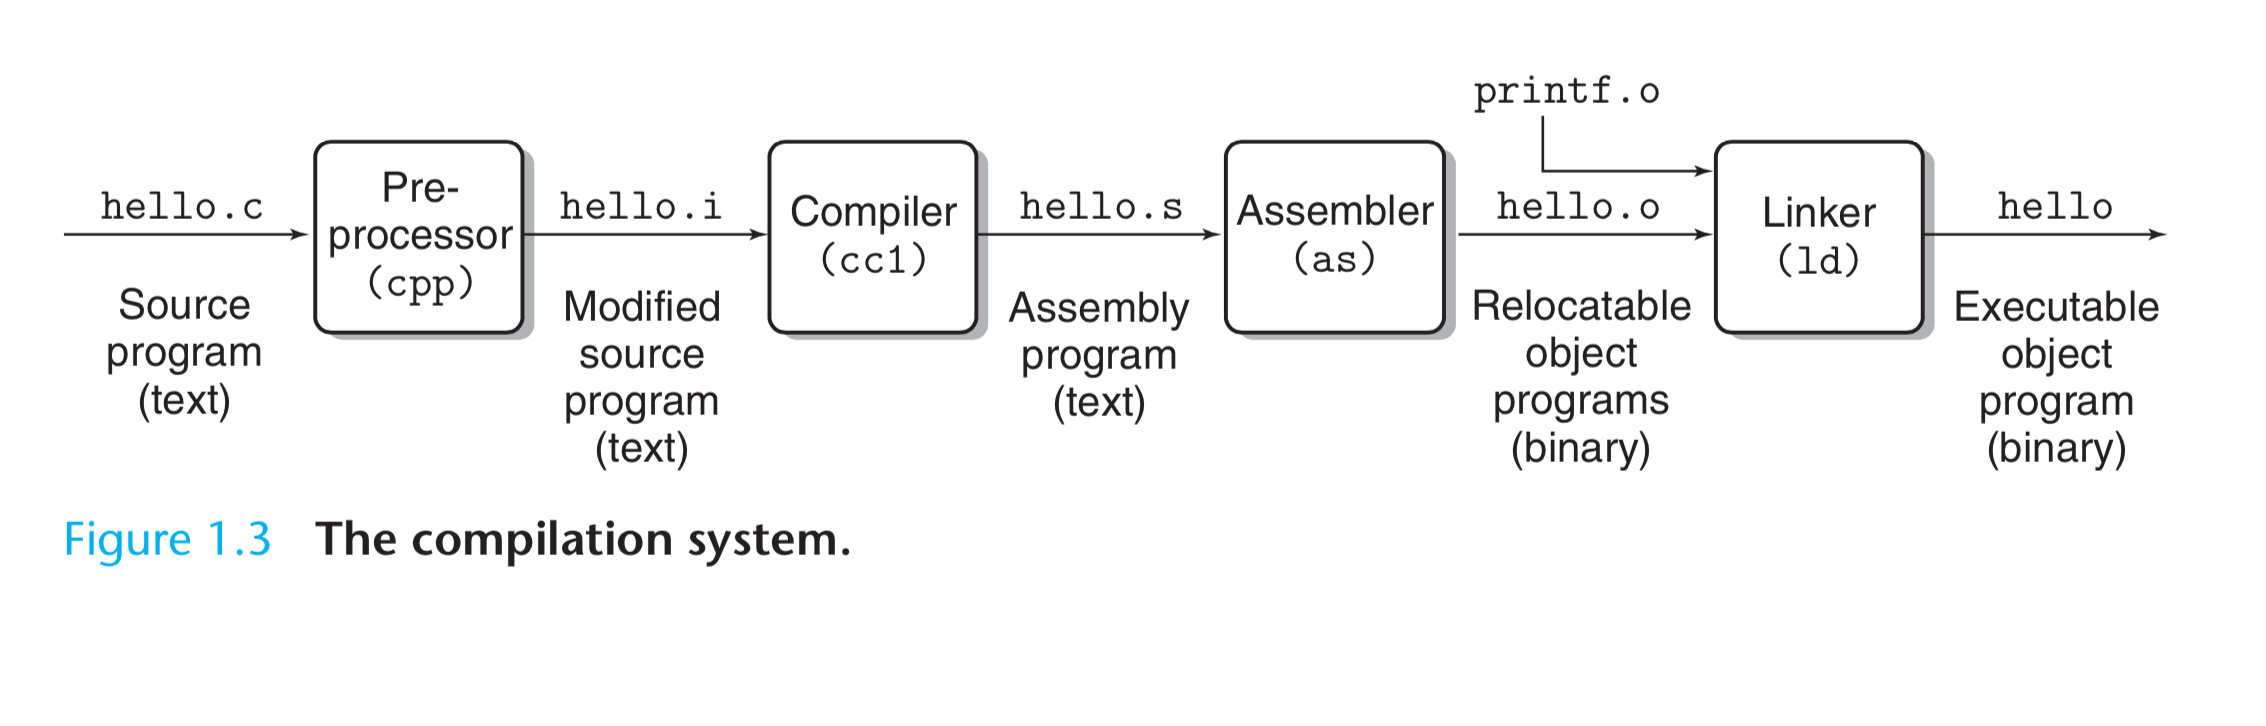 printf.o
hello.c
Pre-
processor
(cpp)
hello.i
Compiler
(cc1)
hello.s
Assembler
(as)
hello.o
Linker
(ld)
hello
Source
program
(text)
Modified
source
program
(text)
Assembly
program
(text)
Relocatable
object
programs
(binary)
Executable
object
program
(binary)
Figure 1.3 The compilation system.